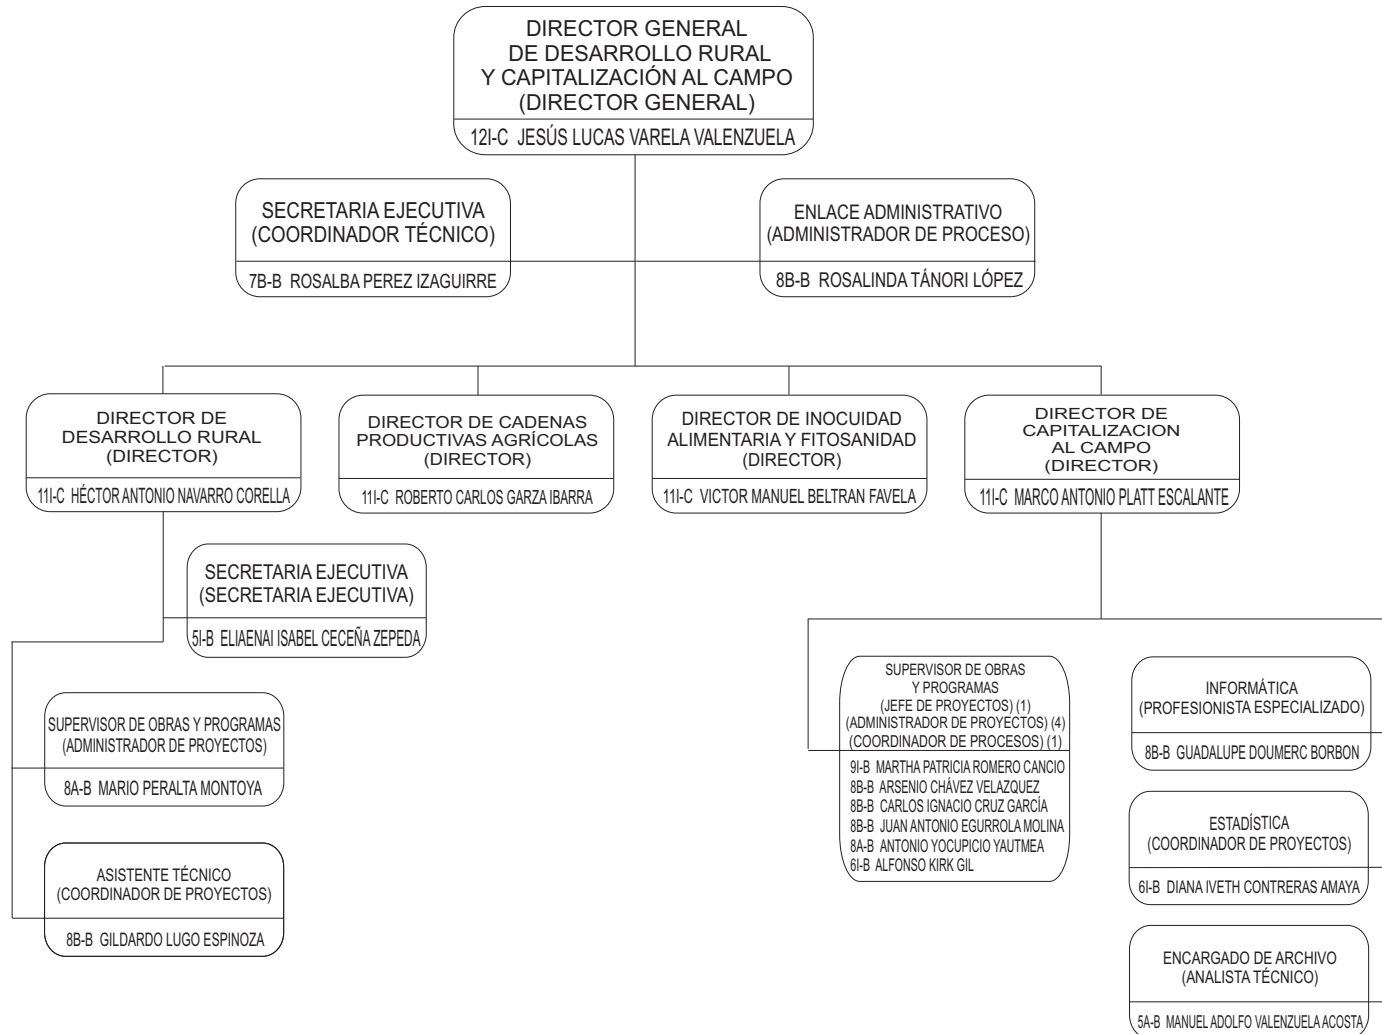 DIRECTOR GENERAL
DE DESARROLLO RURAL
Y CAPITALIZACIÓN AL CAMPO
(DIRECTOR GENERAL)
12I-C JESÚS LUCAS VARELA VALENZUELA
SECRETARIA EJECUTIVA
(COORDINADOR TÉCNICO)
7B-B ROSALBA PEREZ IZAGUIRRE
ENLACE ADMINISTRATIVO
(ADMINISTRADOR DE PROCESO)
8B-B ROSALINDA TÁNORI LÓPEZ
DIRECTOR DE
DESARROLLO RURAL
(DIRECTOR)
11I-C HÉCTOR ANTONIO NAVARRO CORELLA
DIRECTOR DE CADENAS
PRODUCTIVAS AGRÍCOLAS
(DIRECTOR)
11I-C ROBERTO CARLOS GARZA IBARRA
DIRECTOR DE INOCUIDAD
ALIMENTARIA Y FITOSANIDAD
(DIRECTOR)
11I-C VICTOR MANUEL BELTRAN FAVELA
DIRECTOR DE
CAPITALIZACION
AL CAMPO
(DIRECTOR)
11I-C MARCO ANTONIO PLATT ESCALANTE
SECRETARIA EJECUTIVA
(SECRETARIA EJECUTIVA)
5I-B ELIAENAI ISABEL CECEÑA ZEPEDA
SUPERVISOR DE OBRAS Y PROGRAMAS
(ADMINISTRADOR DE PROYECTOS)
8A-B MARIO PERALTA MONTOYA
ASISTENTE TÉCNICO
(COORDINADOR DE PROYECTOS)
8B-B GILDARDO LUGO ESPINOZA
SUPERVISOR DE OBRAS
Y PROGRAMAS
(JEFE DE PROYECTOS) (1)
(ADMINISTRADOR DE PROYECTOS) (4)
(COORDINADOR DE PROCESOS) (1)
9I-B MARTHA PATRICIA ROMERO CANCIO
8B-B ARSENIO CHÁVEZ VELAZQUEZ
8B-B CARLOS IGNACIO CRUZ GARCÍA
8B-B JUAN ANTONIO EGURROLA MOLINA
8A-B ANTONIO YOCUPICIO YAUTMEA
6I-B ALFONSO KIRK GIL
INFORMÁTICA
(PROFESIONISTA ESPECIALIZADO)
8B-B GUADALUPE DOUMERC BORBON
ESTADÍSTICA
(COORDINADOR DE PROYECTOS)
6I-B DIANA IVETH CONTRERAS AMAYA
ENCARGADO DE ARCHIVO
(ANALISTA TÉCNICO)
5A-B MANUEL ADOLFO VALENZUELA ACOSTA